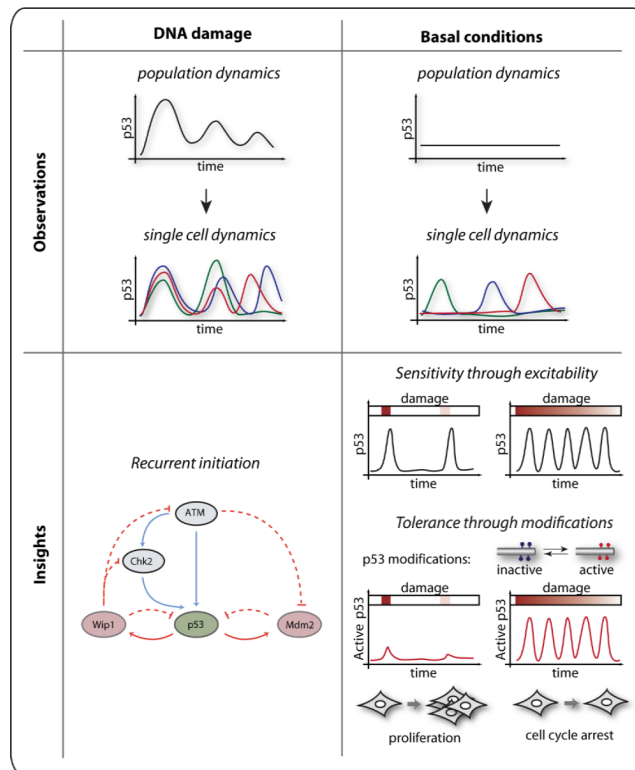 DNA damage
Basal conditions
Observations
population dynamics
p53
time
single cell dynamics
p53
time
population dynamics
p53
time
single cell dynamics
p53
time
Insights
Recurrent initiation
ATM
Chk2
Wip1
p53
Mdm2
Sensitivity through excitability
damage
damage
p53
time
time
Tolerance through modifications
p53 modifications:
inactive
active
damage
damage
Active p53
time
time
proliferation
cell cycle arrest